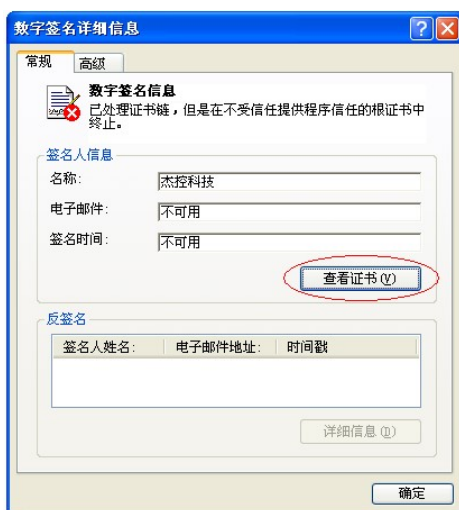 数字签名详细信息
常规 高级
数字签名信息
已处理证书链，但是在不受信任提供程序信任的根证书中
终止。
签名人信息
名称:
杰控科技
电子邮件:
不可用
签名时间:
不可用
查看证书(V)
反签名
签名人姓名: 电子邮件地址: 时间戳
详细信息(D)
确定